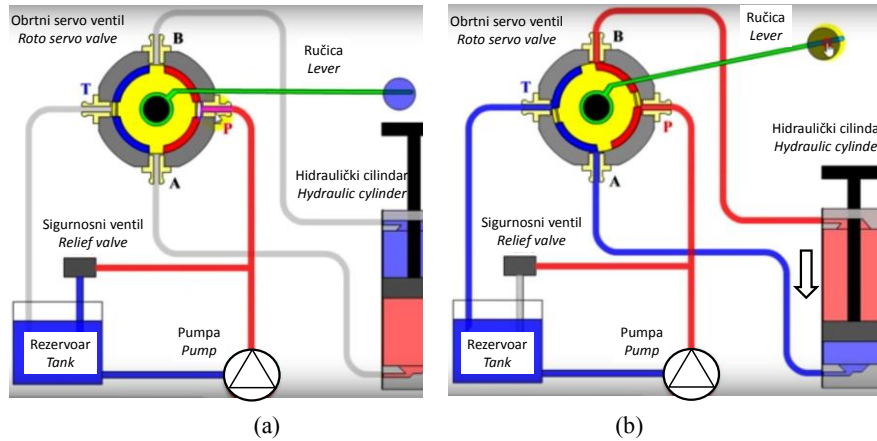 Obrtni servo ventil
Roto servo valve
B
Ručica
Lever
T
P
A
Hidraulički cilindar
Hydraulic cylinder
Sigurnosni ventil
Relief valve
Rezervoar
Tank
Pumpa
Pump
(a)
Obrtni servo ventil
Roto servo valve
B
Ručica
Lever
T
P
A
Hidraulički cilinda
Hydraulic cylinde
Sigurnosni ventil
Relief valve
Rezervoar
Tank
Pumpa
Pump
(b)